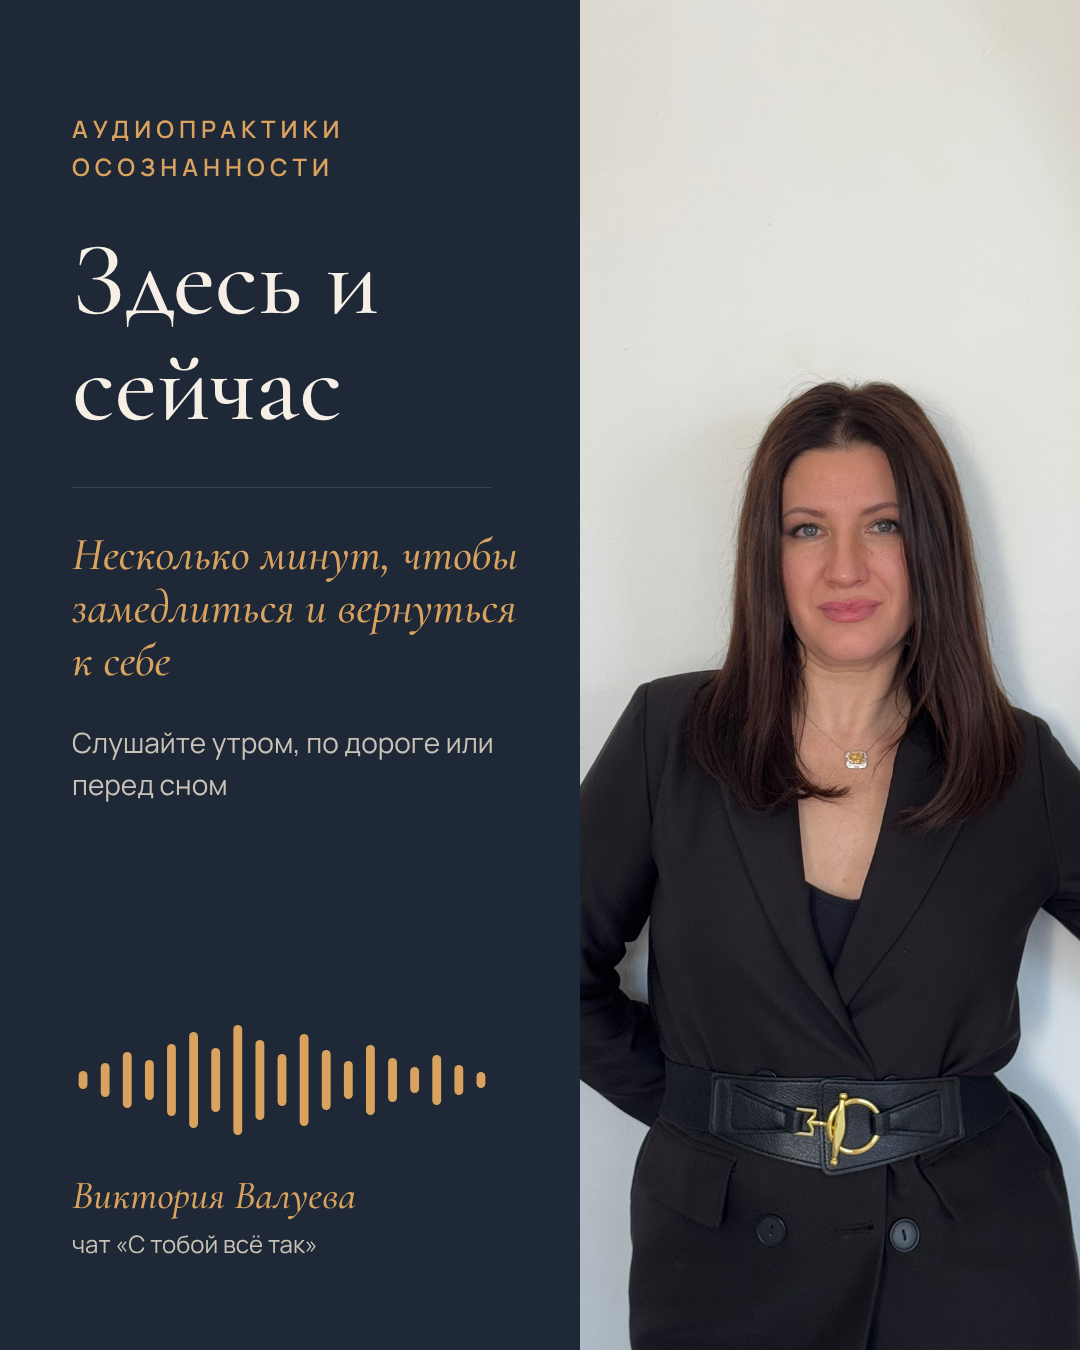 АУДИОПРАКТИКИ
ОСОЗНАННОСТИ
Здесь и
сейчас
Несколько минут, чтобы
замедлиться и вернуться
к себе
Слушайте утром, по дороге или
перед сном
Виктория Валуева
чат «С тобой всё так»